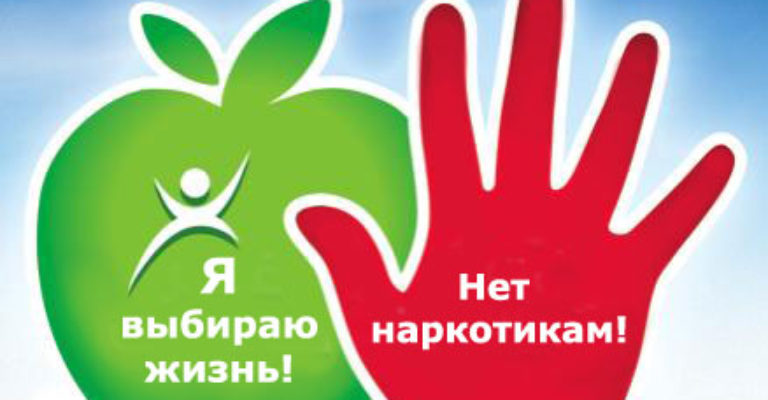 Я
выбираю
жизнь!
Нет
наркотикам!